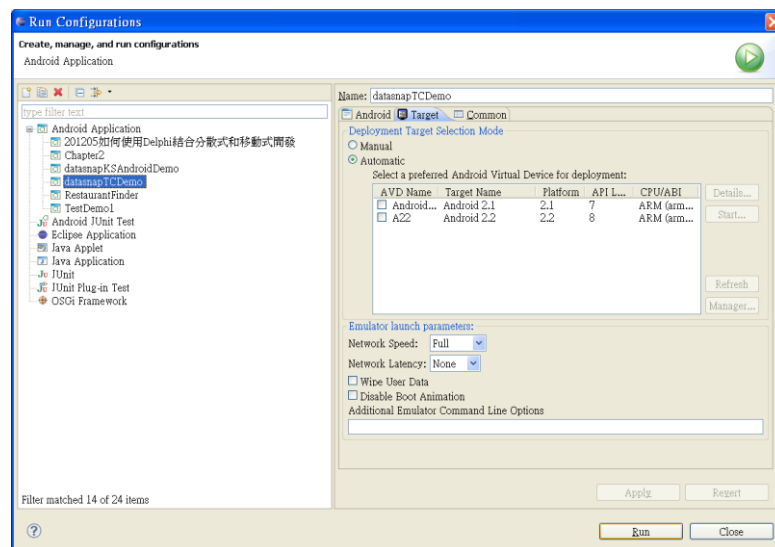 Run Configurations
Create, manage, and run configurations
Android Application
type filter text
Android Application
201205如何使用Delphi結合分散式和移動式開發
Chapter2
datasnapKSAndroidDemo
datasnapTCDemo
RestaurantFinder
TestDemo1
Android JUnit Test
Eclipse Application
Java Applet
Java Application
JUnit
JUnit Plug-in Test
OSGi Framework
Filter matched 14 of 24 items
Name: datasnapTCDemo
Android Target Common
Deployment Target Selection Mode
Manual
Automatic
Select a preferred Android Virtual Device for deployment:
AVD Name Target Name Platform API L... CPU/ABI
Android... Android 2.1 2.1 7 ARM (arm...
A22 Android 2.2 2.2 8 ARM (arm...
Details...
Start...
Refresh
Manager...
Emulator launch parameters:
Network Speed: Full
Network Latency: None
Wipe User Data
Disable Boot Animation
Additional Emulator Command Line Options
Apply Revert
Run Close